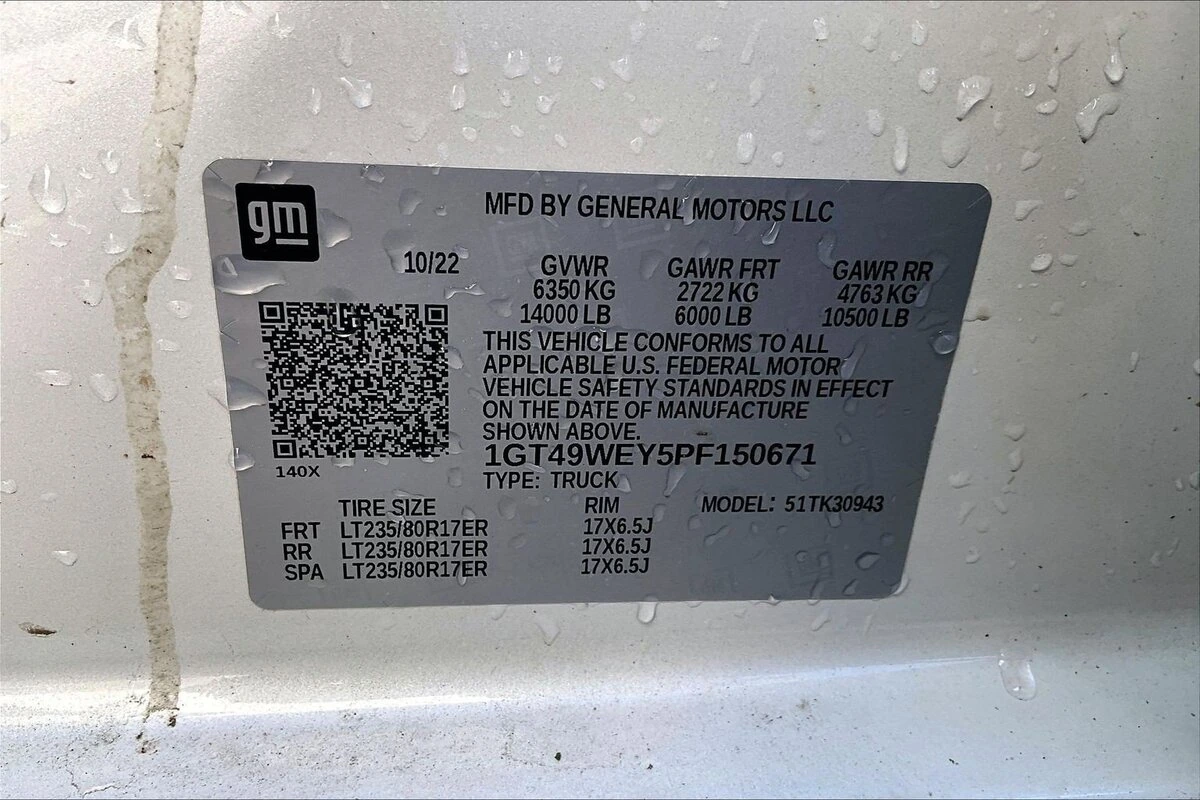 gm
MFD BY GENERAL MOTORS LLC
10/22 GVWR GAWR FRT GAWR RR
6350 KG 2722 KG 4763 KG
14000 LB 6000 LB 10500 LB
THIS VEHICLE CONFORMS TO ALL
APPLICABLE U.S. FEDERAL MOTOR
VEHICLE SAFETY STANDARDS IN EFFECT
ON THE DATE OF MANUFACTURE
SHOWN ABOVE.
1GT49WEY5PF150671
140X
TYPE: TRUCK
TIRE SIZE RIM MODEL: 51TK30943
FRT LT235/80R17ER 17X6.5J
RR LT235/80R17ER 17X6.5J
SPA LT235/80R17ER 17X6.5J